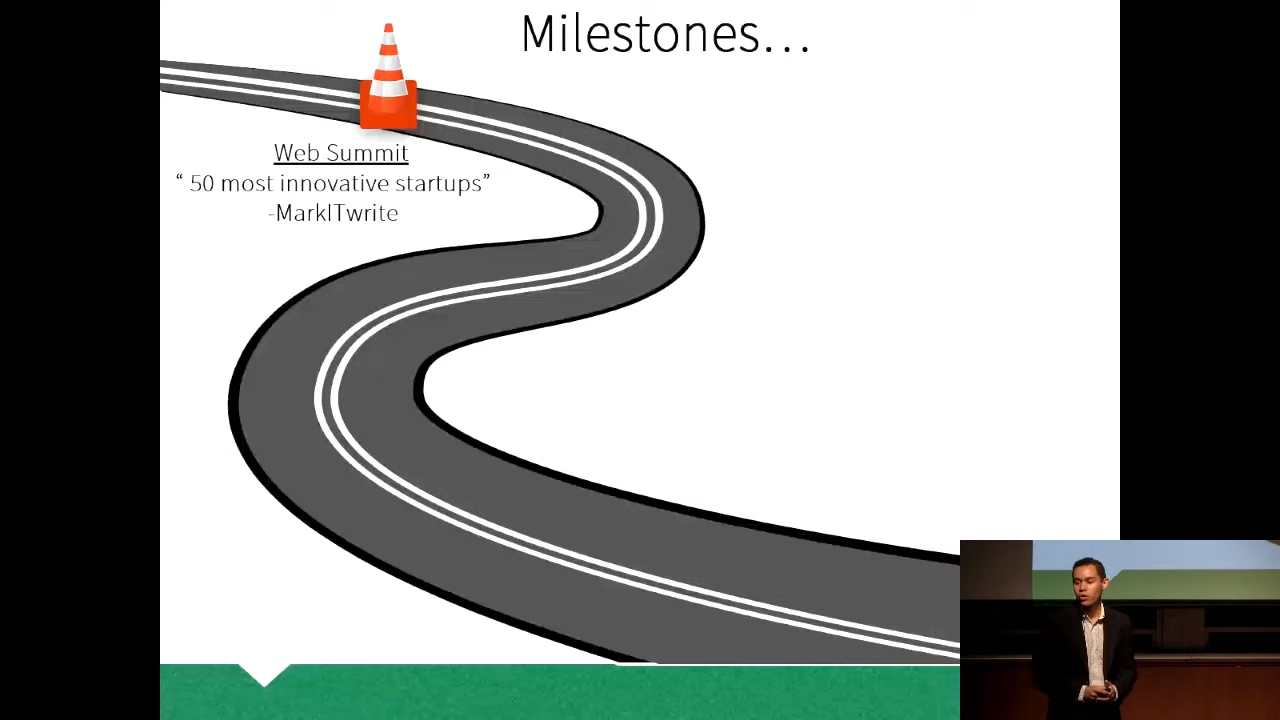 Milestones...
Web Summit
“ 50 most innovative startups”
-MarkITwrite